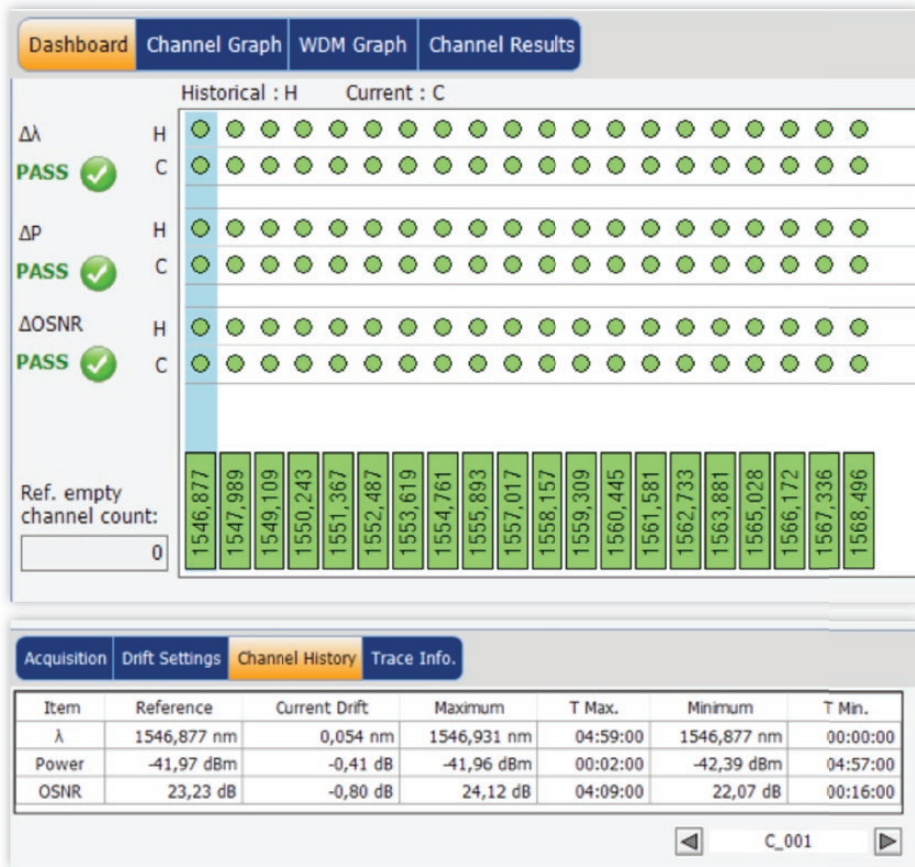 Dashboard Channel Graph WDM Graph Channel Results
Historical : H Current : C
Δλ H
PASS C
ΔP H
PASS C
ΔOSNR H
PASS C
Ref. empty
channel count:
0
1546,877 1547,989 1549,109 1550,243 1551,367 1552,487 1553,619 1554,761 1555,893 1557,017 1558,157 1559,309 1560,445 1561,581 1562,733 1563,881 1565,028 1566,172 1567,336 1568,496
Acquisition Drift Settings Channel History Trace Info.
Item Reference Current Drift Maximum T Max. Minimum T Min.
λ 1546,877 nm 0,054 nm 1546,931 nm 04:59:00 1546,877 nm 00:00:00
Power -41,97 dBm -0,41 dB -41,96 dBm 00:02:00 -42,39 dBm 04:57:00
OSNR 23,23 dB -0,80 dB 24,12 dB 04:09:00 22,07 dB 00:16:00
C_001